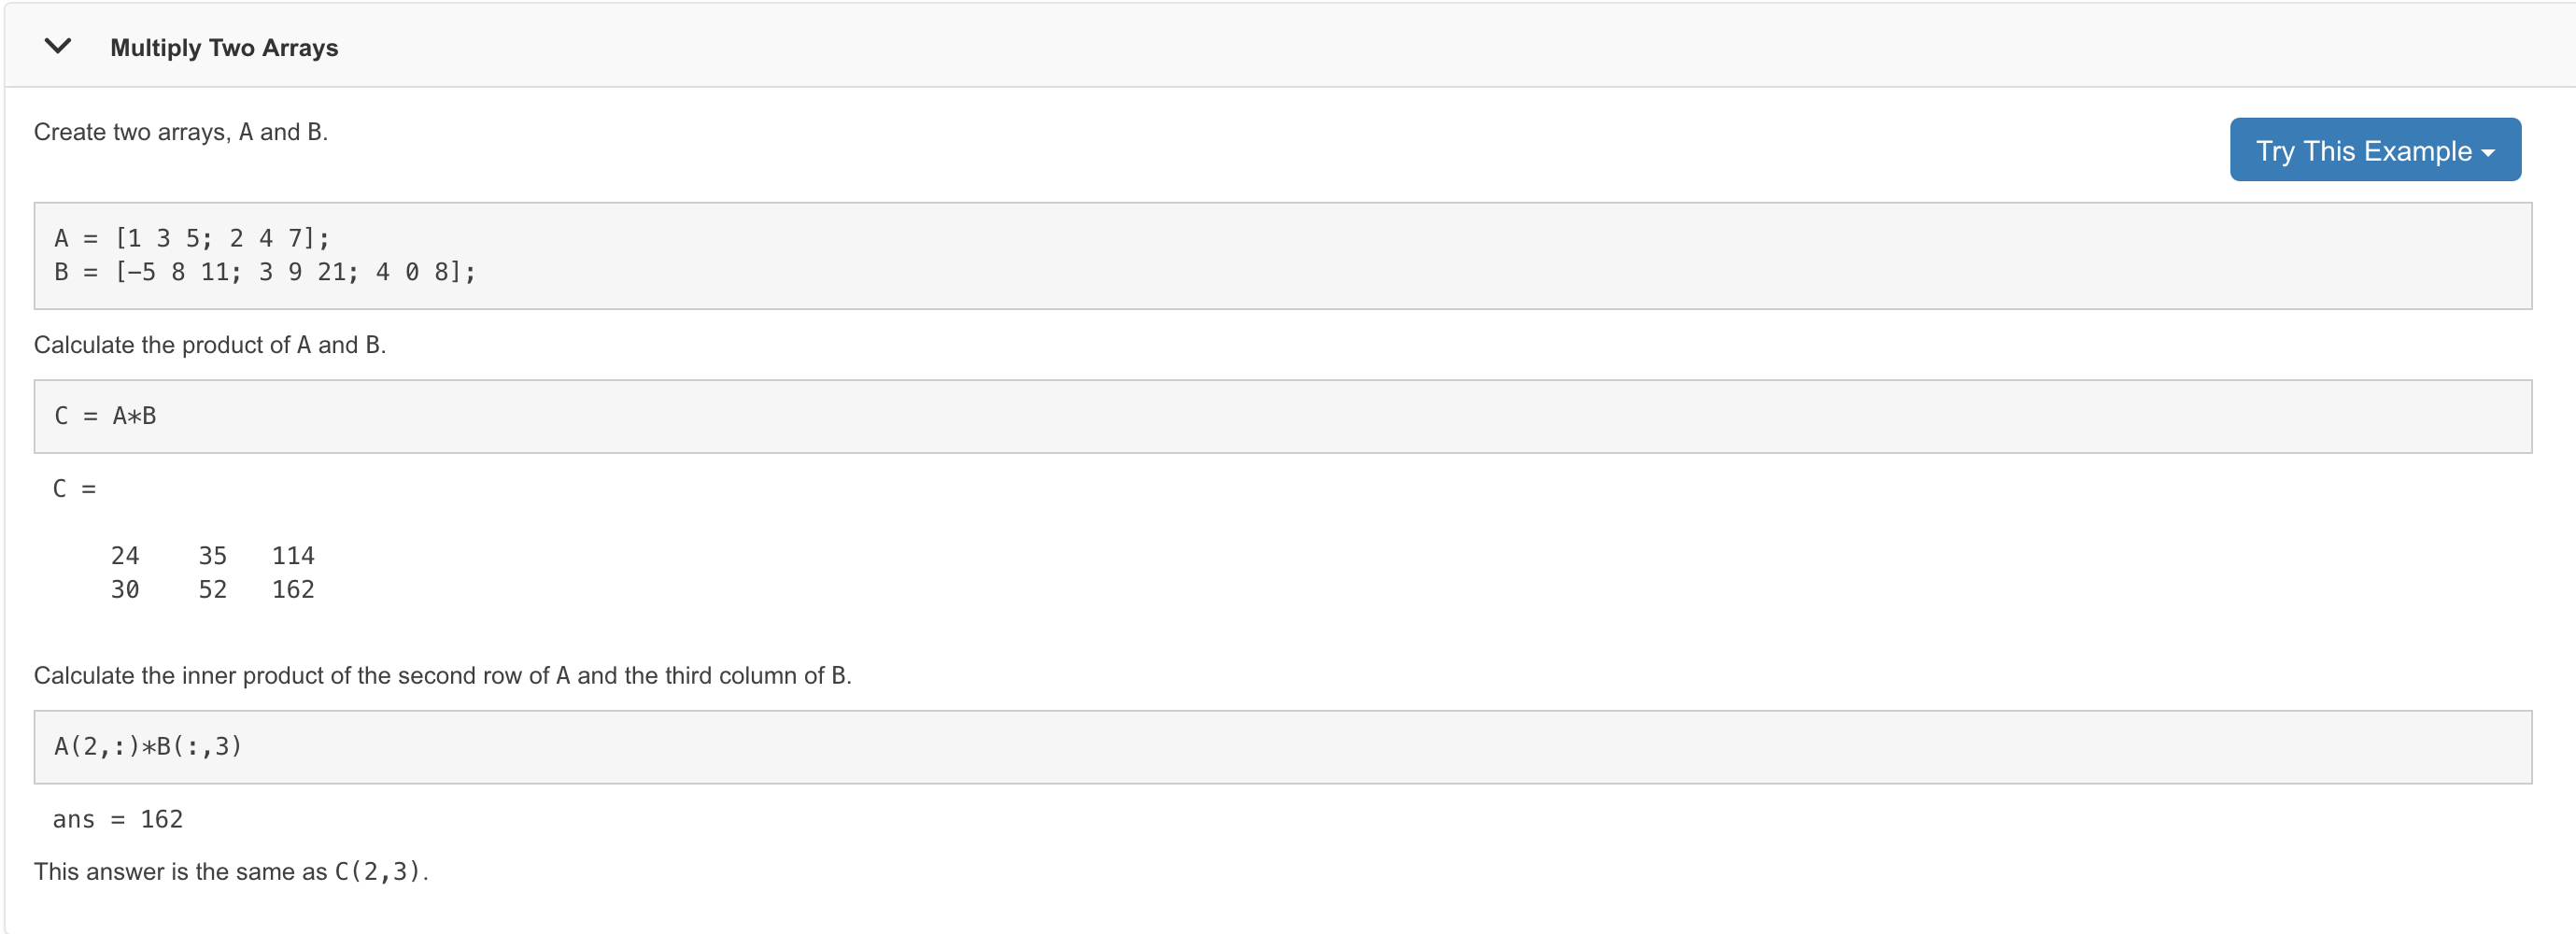 Multiply Two Arrays
Create two arrays, A and B.
Try This Example
A = [1 3 5; 2 4 7];
B = [-5 8 11; 3 9 21; 4 0 8];
Calculate the product of A and B.
C = A*B
C =
24 35 114
30 52 162
Calculate the inner product of the second row of A and the third column of B.
A(2,:)*B(:,3)
ans = 162
This answer is the same as C(2,3).